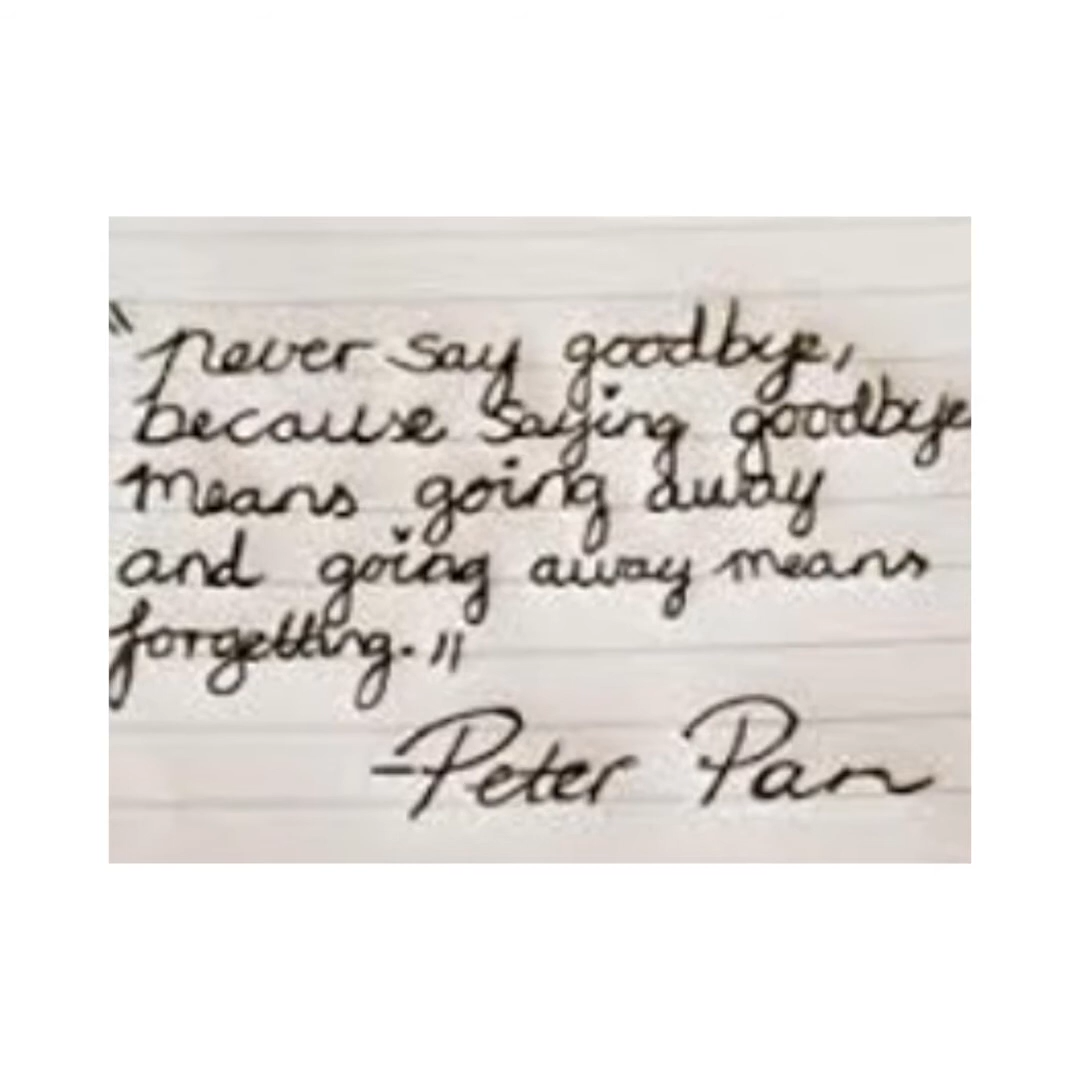 "never say goodbye,
because saying goodbye
means going away
and going away means
forgetting."
-Peter Pan